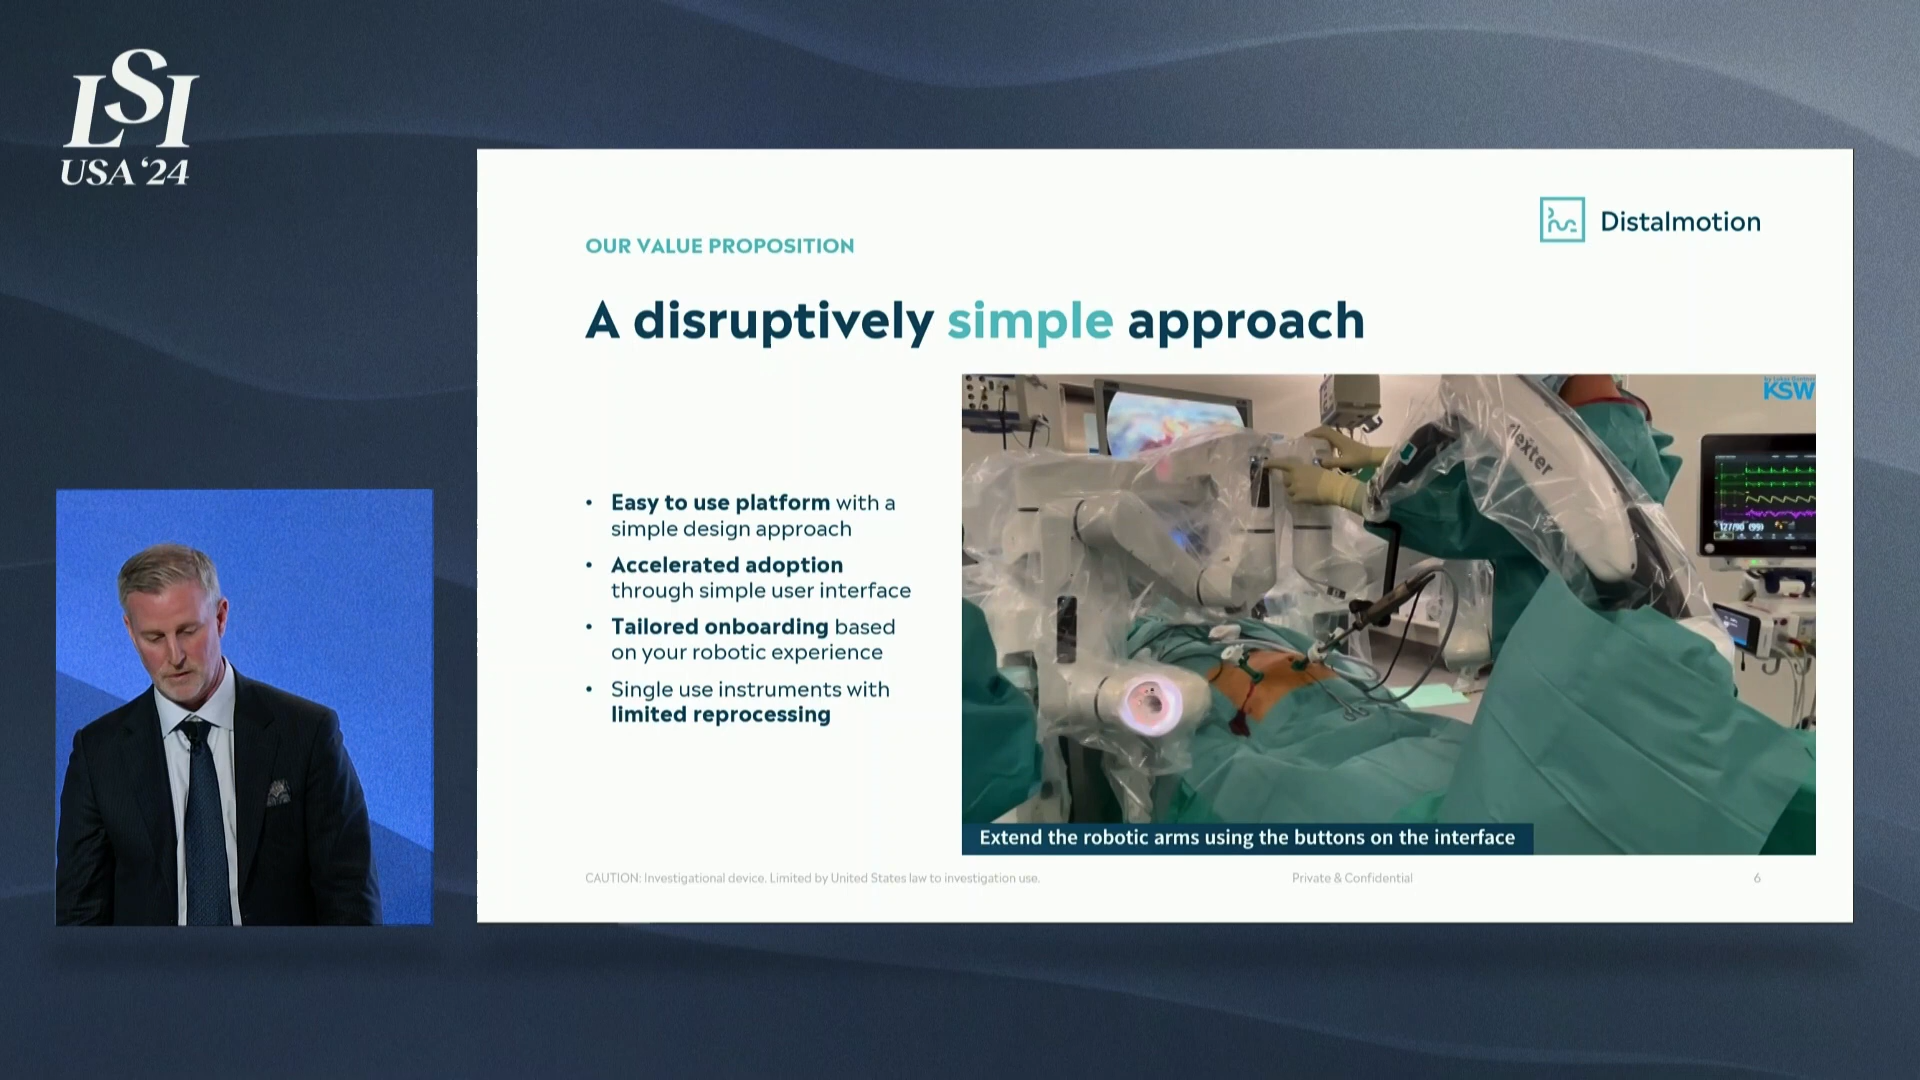 LSI
USA '24
Distalmotion
OUR VALUE PROPOSITION
A disruptively simple approach
• Easy to use platform with a
simple design approach
• Accelerated adoption
through simple user interface
• Tailored onboarding based
on your robotic experience
• Single use instruments with
limited reprocessing
KSW
dexter
127/90 (99)
Extend the robotic arms using the buttons on the interface
CAUTION: Investigational device. Limited by United States law to investigation use.
Private & Confidential
6